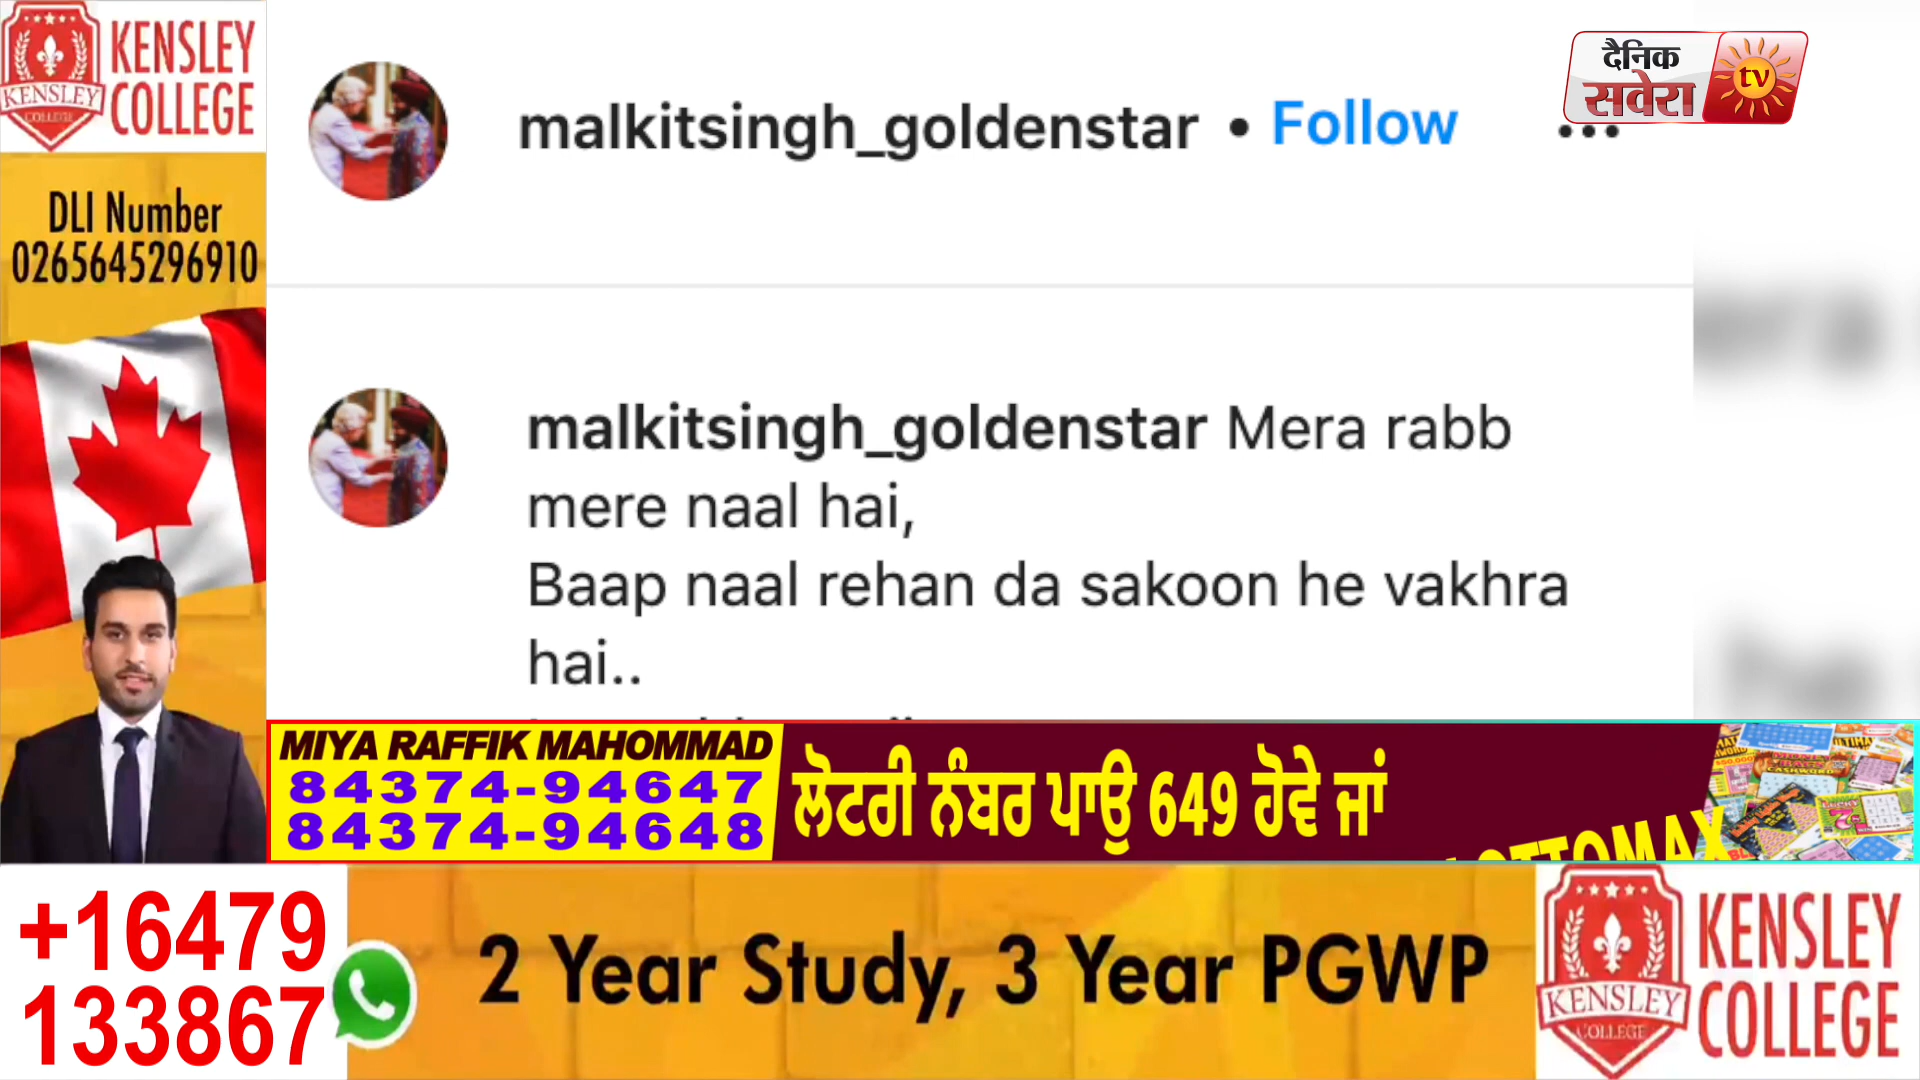 KENSLEY
COLLEGE
KENSLEY
COLLEGE
DLI Number
0265645296910
malkitsingh_goldenstar • Follow
दैनिक
सवेरा
tv
malkitsingh_goldenstar Mera rabb
mere naal hai,
Baap naal rehan da sakoon he vakhra
hai..
MIYA RAFFIK MAHOMMAD
84374-94647
84374-94648
ਲੋਟਰੀ ਨੰਬਰ ਪਾਉ 649 ਹੋਵੇ ਜਾਂ
+16479
133867
2 Year Study, 3 Year PGWP
KENSLEY
COLLEGE
KENSLEY
COLLEGE